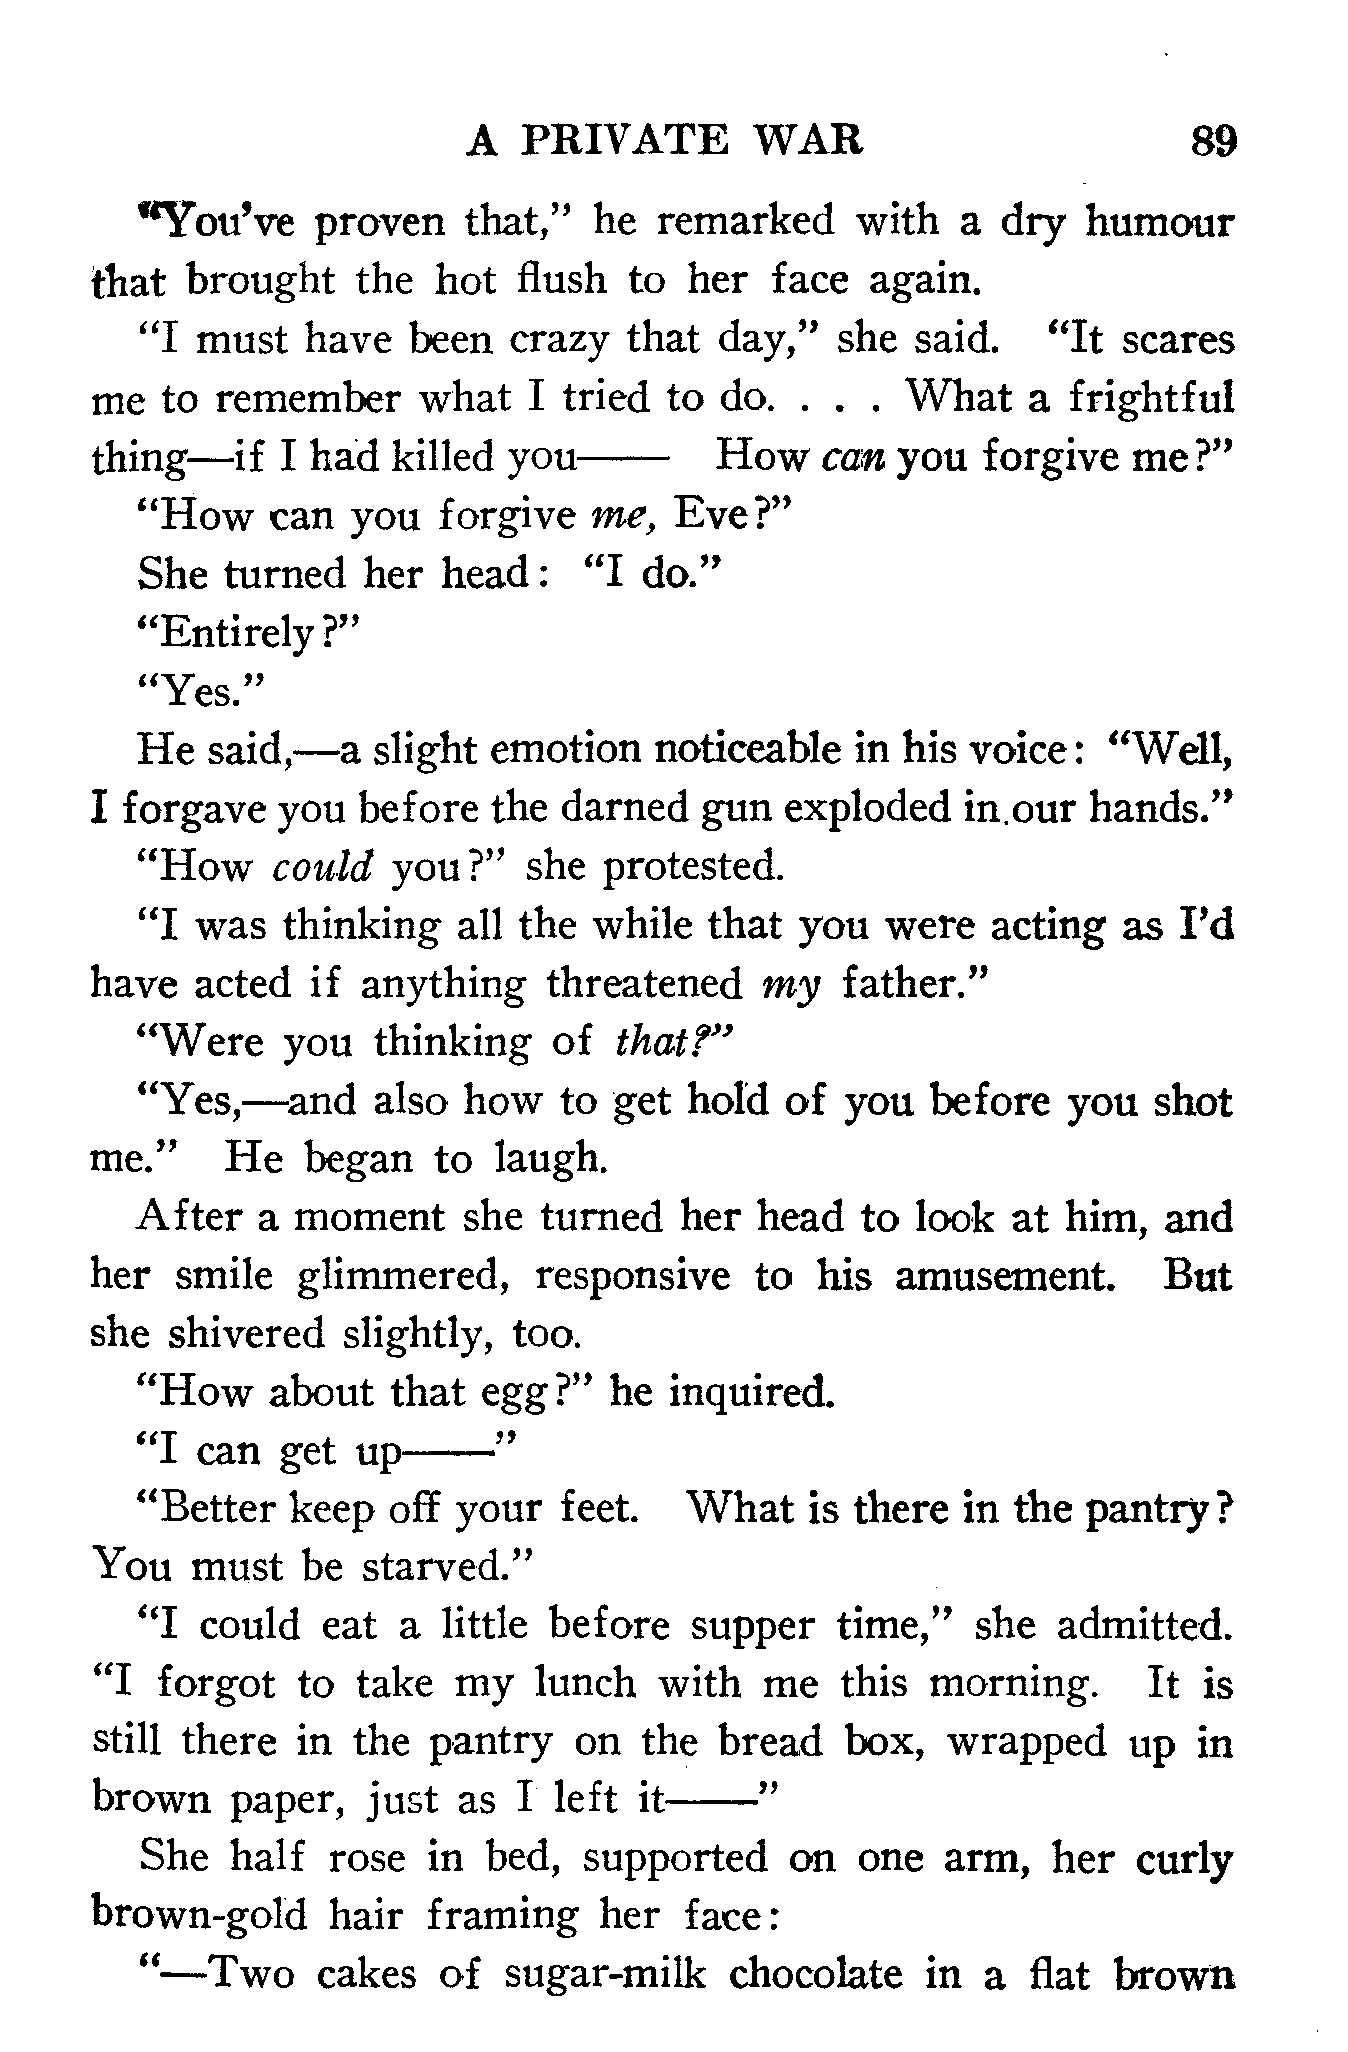 A PRIVATE WAR 89
"You've proven that," he remarked with a dry humour
that brought the hot flush to her face again.
"I must have been crazy that day," she said. "It scares
me to remember what I tried to do. . . . What a frightful
thing—if I had killed you—— How can you forgive me?"
"How can you forgive me, Eve?"
She turned her head: "I do."
"Entirely?"
"Yes."
He said,—a slight emotion noticeable in his voice: "Well,
I forgave you before the darned gun exploded in our hands."
"How could you?" she protested.
"I was thinking all the while that you were acting as I'd
have acted if anything threatened my father."
"Were you thinking of that?"
"Yes,—and also how to get hold of you before you shot
me." He began to laugh.
After a moment she turned her head to look at him, and
her smile glimmered, responsive to his amusement. But
she shivered slightly, too.
"How about that egg?" he inquired.
"I can get up——"
"Better keep off your feet. What is there in the pantry?
You must be starved."
"I could eat a little before supper time," she admitted.
"I forgot to take my lunch with me this morning. It is
still there in the pantry on the bread box, wrapped up in
brown paper, just as I left it——"
She half rose in bed, supported on one arm, her curly
brown-gold hair framing her face:
"—Two cakes of sugar-milk chocolate in a flat brown